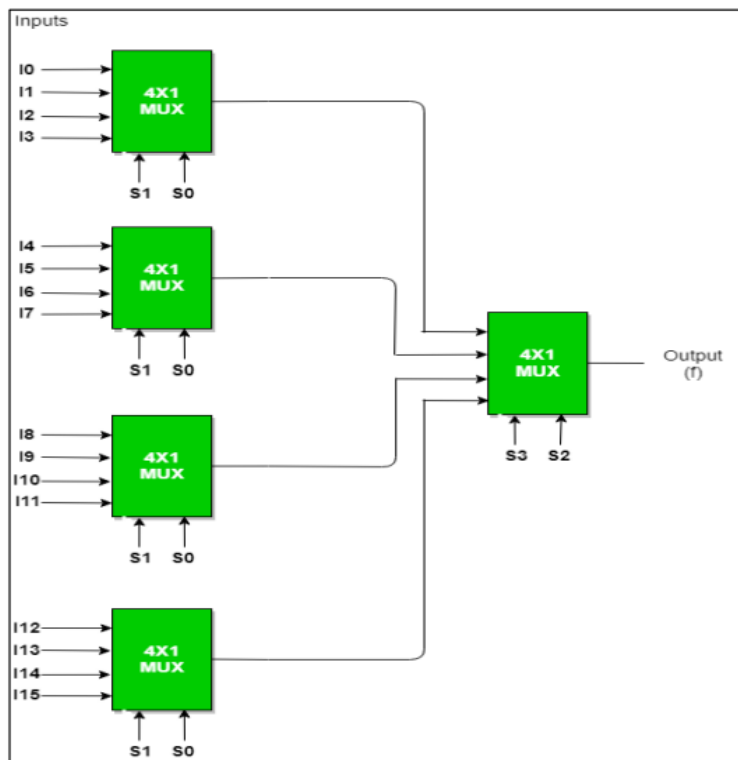 Inputs
I0
I1
I2
I3
4X1
MUX
S1 S0
I4
I5
I6
I7
4X1
MUX
S1 S0
I8
I9
I10
I11
4X1
MUX
S1 S0
I12
I13
I14
I15
4X1
MUX
S1 S0
4X1
MUX
S3 S2
Output
(f)